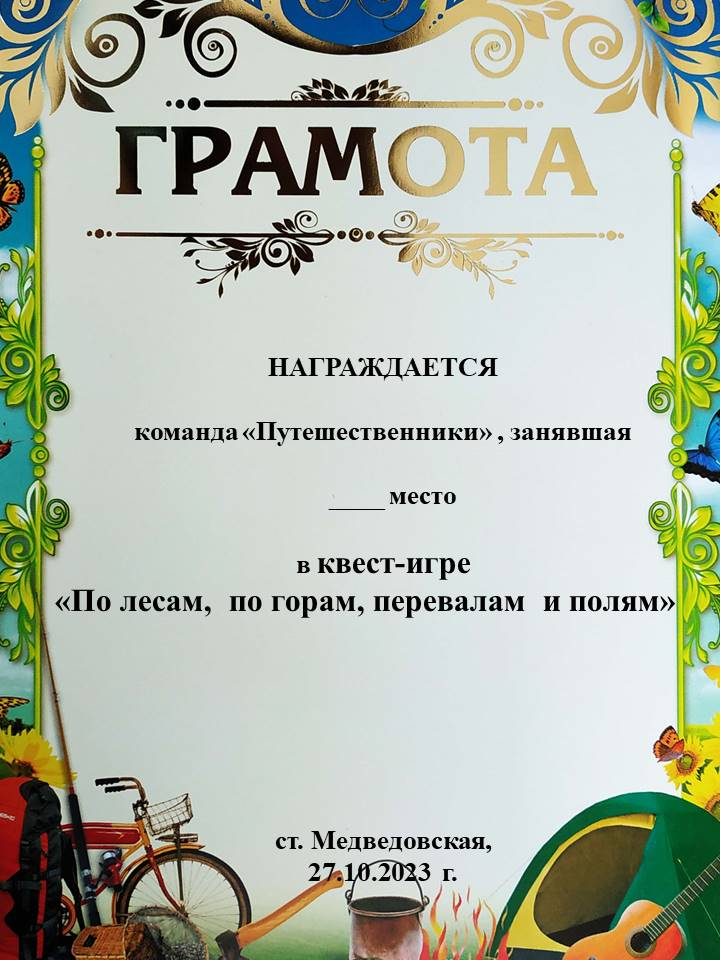 ГРАМОТА
НАГРАЖДАЕТСЯ
команда «Путешественники» , занявшая
____ место
в квест-игре
«По лесам, по горам, перевалам и полям»
ст. Медведовская,
27.10.2023 г.